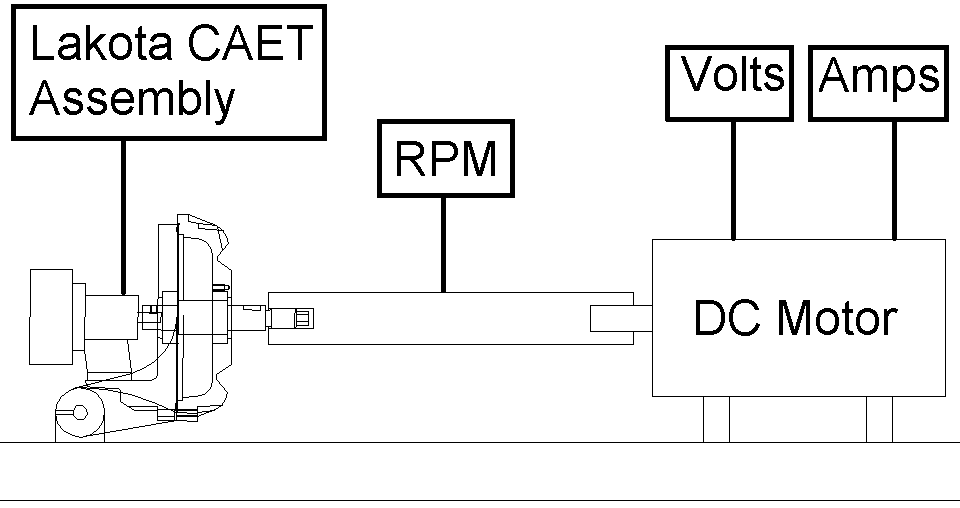 Lakota CAET
Assembly
Volts
Amps
RPM
DC Motor